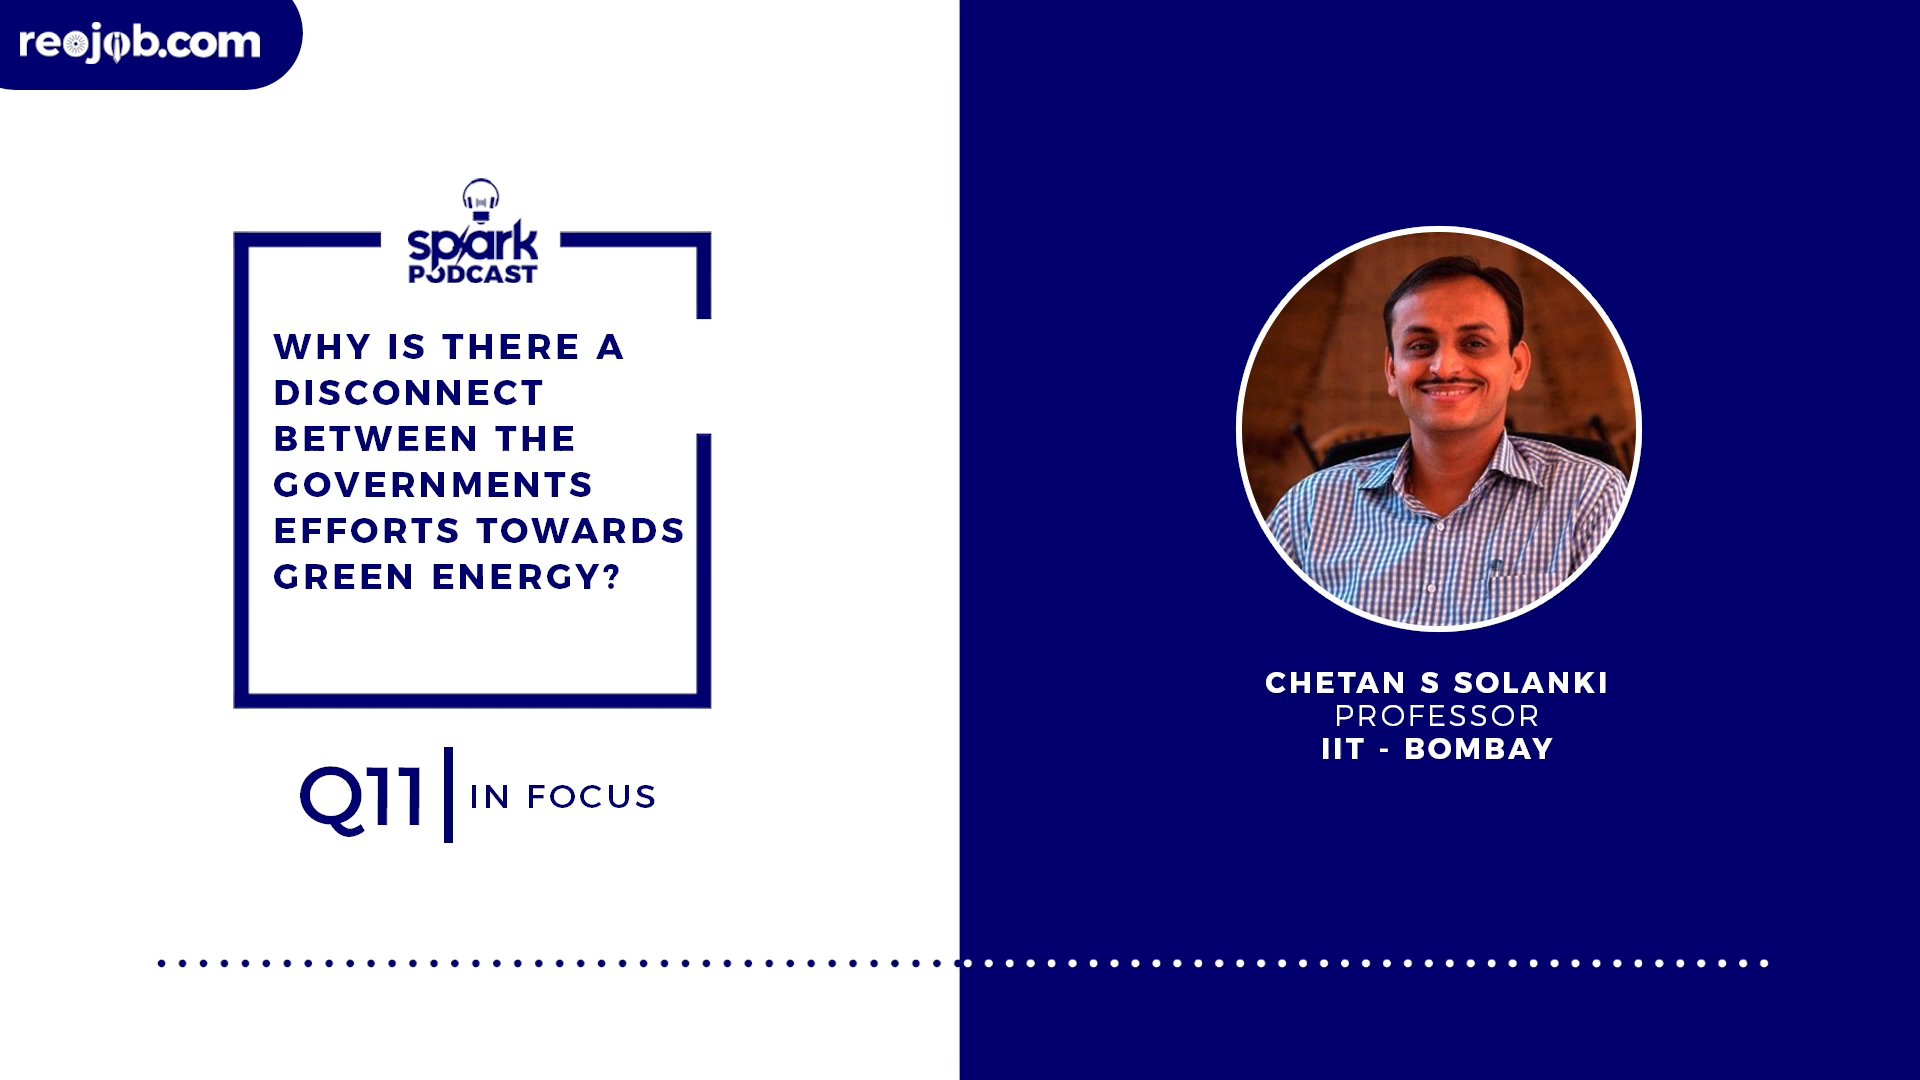 reojob.com
spark
PODCAST
WHY IS THERE A
DISCONNECT
BETWEEN THE
GOVERNMENTS
EFFORTS TOWARDS
GREEN ENERGY?
Q11
IN FOCUS
CHETAN S SOLANKI
PROFESSOR
IIT - BOMBAY